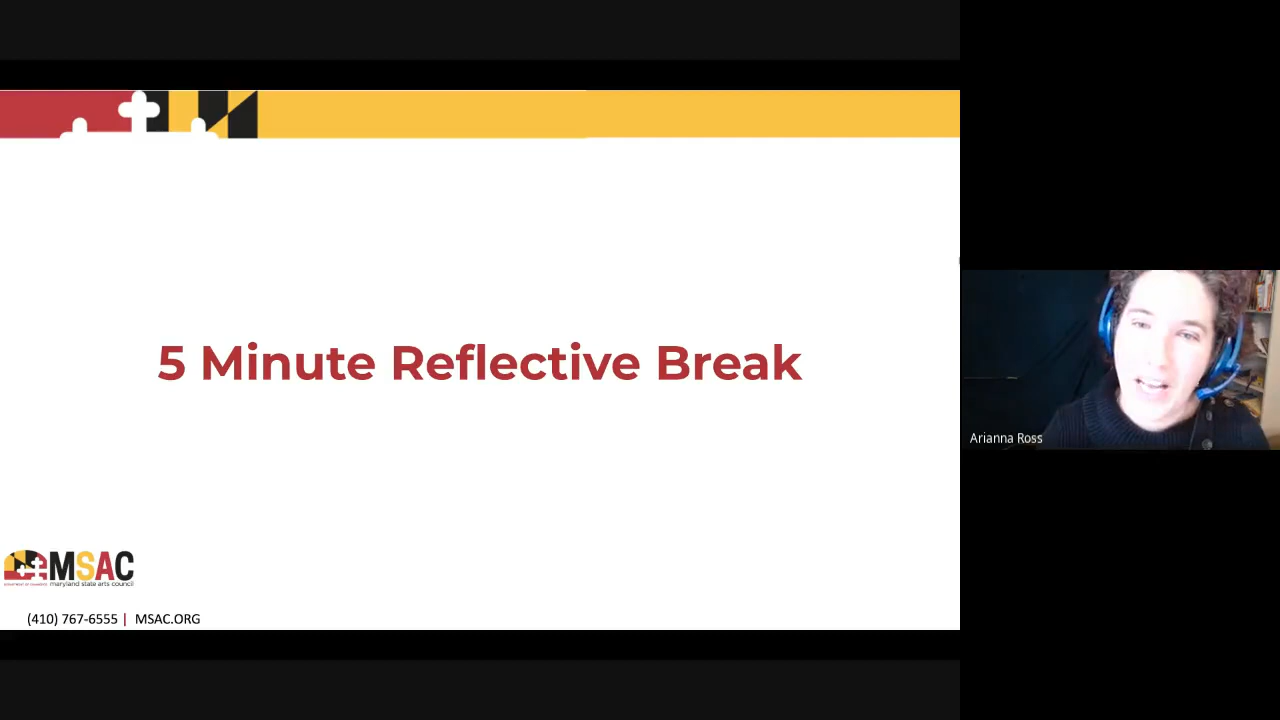 5 Minute Reflective Break
Arianna Ross
MSAC
maryland state arts council
(410) 767-6555 | MSAC.ORG